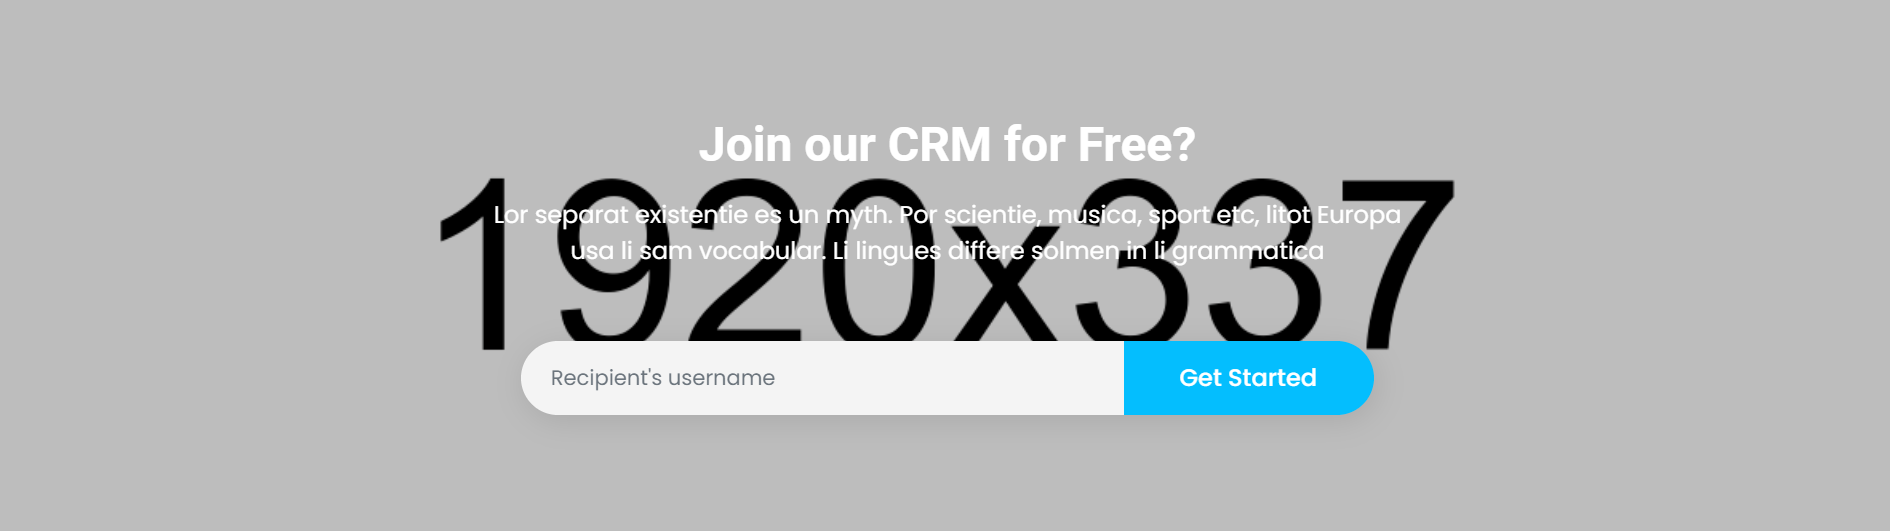 Join our CRM for Free?
1920x337
Lor separat existentie es un myth. Por scientie, musica, sport etc, litot Europa
usa li sam vocabular. Li lingues differe solmen in li grammatica
Recipient's username
Get Started